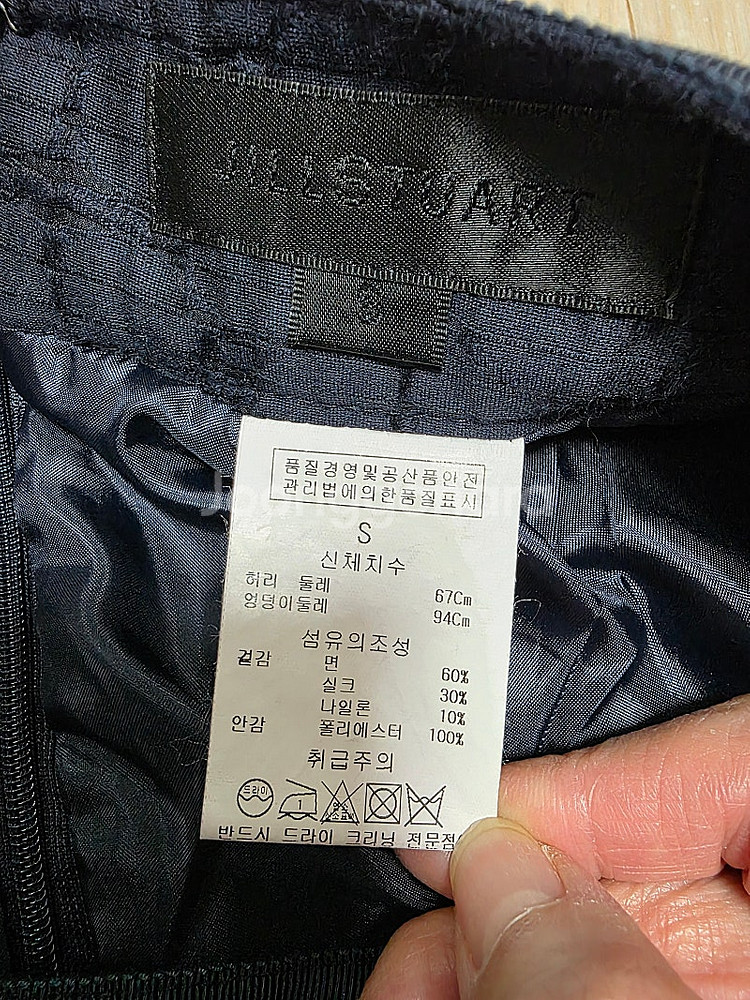 JILLSTUART
S
품질경영및공산품안전
관리법에의한품질표시
S
신체치수
허리 둘레 67Cm
엉덩이둘레 94Cm
섬유의조성
겉감 면 60%
실크 30%
나일론 10%
안감 폴리에스터 100%
취급주의
드라이 1 염소
반드시 드라이 크리닝 전문점